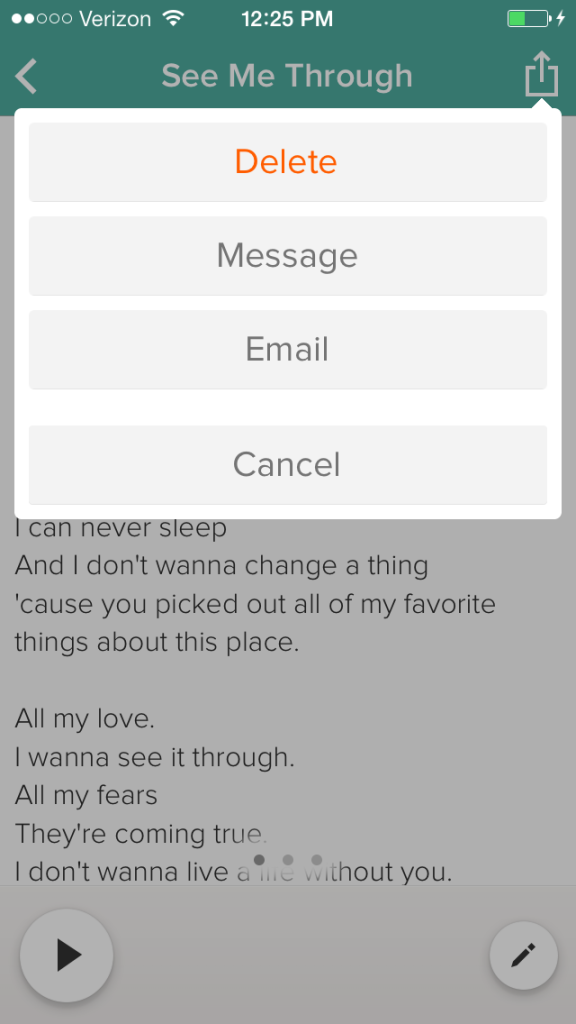 Verizon 12:25 PM
See Me Through
Delete
Message
Email
Cancel
I can never sleep
And I don't wanna change a thing
'cause you picked out all of my favorite
things about this place.
All my love.
I wanna see it through.
All my fears
They're coming true.
I don't wanna live a life without you.